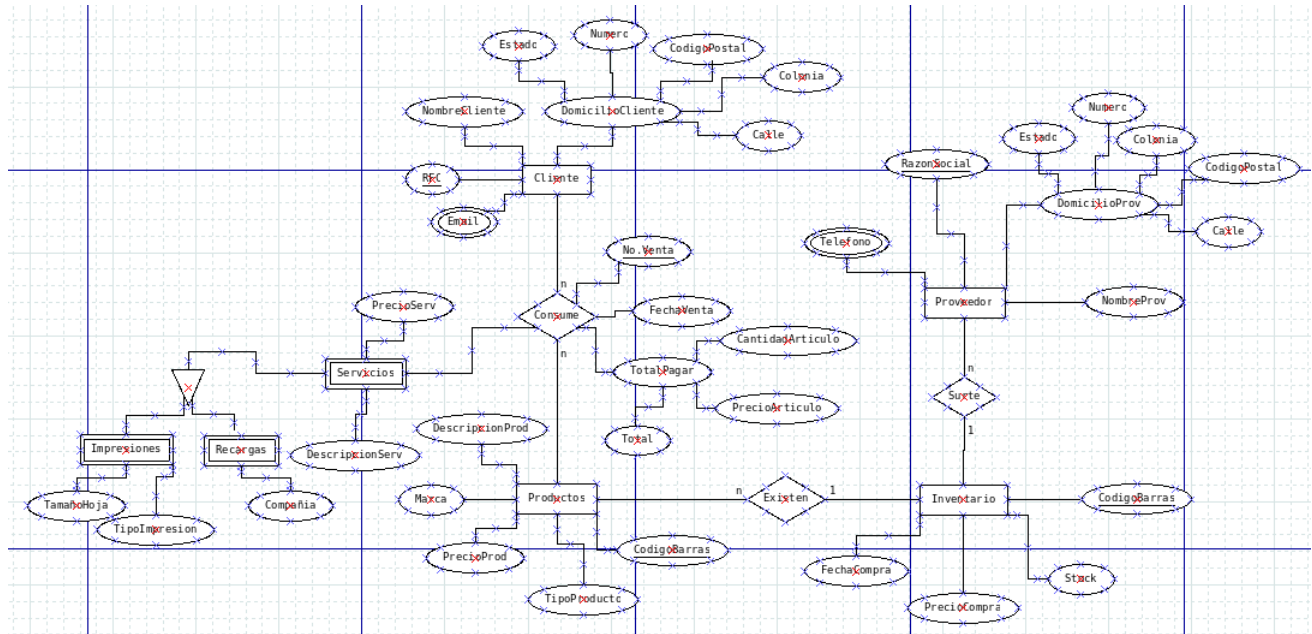 Estado
Numero
CodigoPostal
Colonia
NombreCliente
DomicilioCliente
Calle
RFC
Cliente
Email
RazonSocial
Estado
Numero
Colonia
CodigoPostal
DomicilioProv
Calle
Telefono
Proveedor
NombreProv
No.Venta
n
Consume
n
FechaVenta
PrecioServ
CantidadArticulo
Servicios
TotalPagar
PrecioArticulo
n
Surte
1
DescripcionProd
Total
Impresiones
Recargas
DescripcionServ
TamañoHoja
Compañia
TipoImpresion
Marca
Productos
n
Existen
1
Inventario
CodigoBarras
PrecioProd
CodigoBarras
FechaCompra
Stock
TipoProducto
PrecioCompra